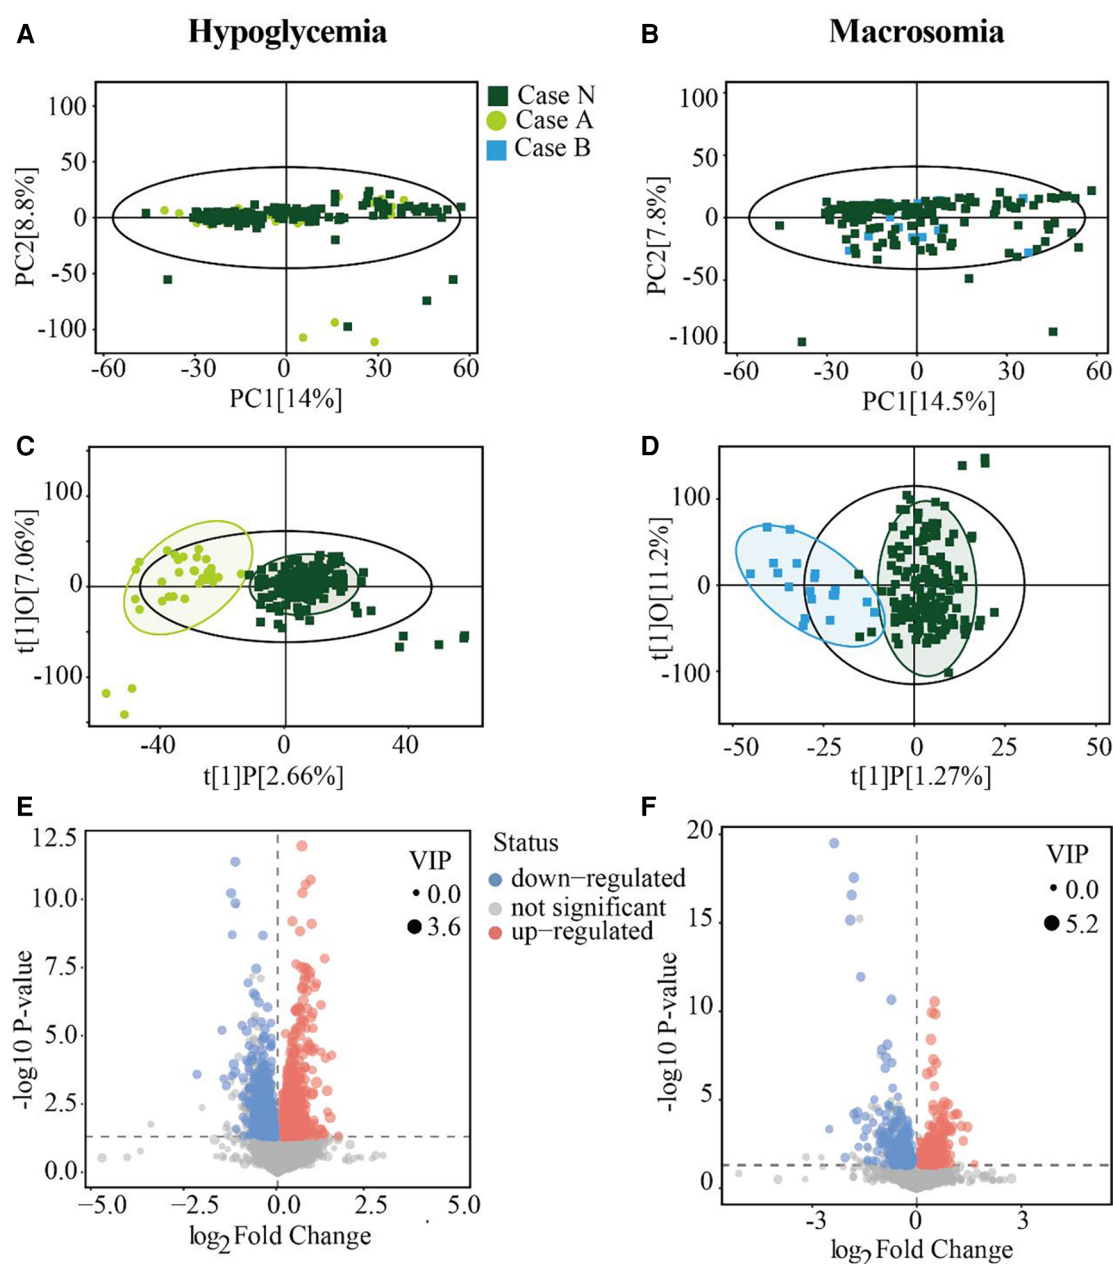 A
Hypoglycemia
B
Macrosomia
100
50
0
-50
-100
PC2[8.8%]
-60
-30
0
30
60
PC1[14%]
Case N
Case A
Case B
100
50
0
-50
-100
PC2[7.8%]
-60
-30
0
30
60
PC1[14.5%]
C
100
0
-100
t[1]O[7.06%]
-40
0
40
t[1]P[2.66%]
D
100
0
-100
t[1]O[11.2%]
-50
-25
0
25
50
t[1]P[1.27%]
E
12.5
10.0
7.5
5.0
2.5
0.0
-log10 P-value
−5.0
−2.5
0.0
2.5
5.0
log2 Fold Change
VIP
0.0
3.6
Status
down−regulated
not significant
up−regulated
F
20
15
10
5
0
-log10 P-value
-3
0
3
log2 Fold Change
VIP
0.0
5.2